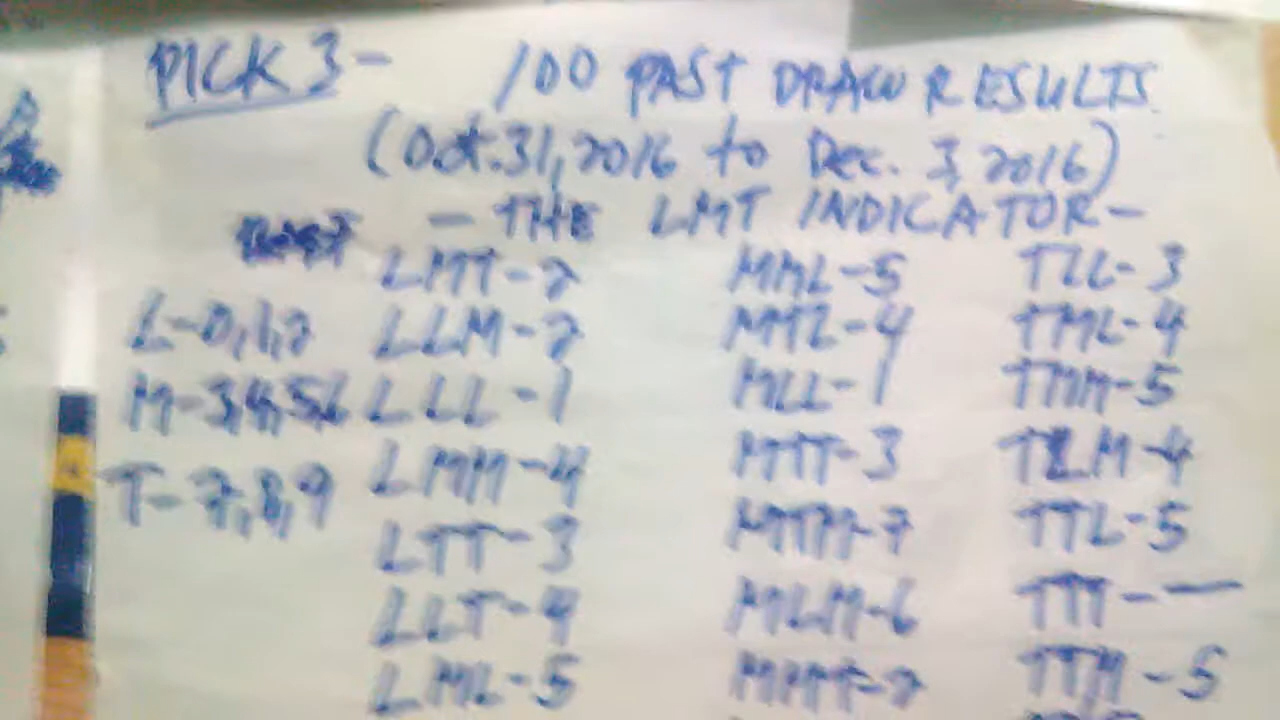 PICK 3- 100 PAST DRAW RESULTS
(Oct.31, 2016 to Dec. 3, 2016)
- THE LMT INDICATOR -
LMT-2 MML-5 TLL-3
L-0,1,2 LLM-2 MTL-4 TML-4
M-3,4,5,6 LLL-1 MLL-1 TMM-5
LMM-4 MTT-3 TLM-4
T-7,8,9 LTT-3 MTM-7 TTL-5
LLT-4 MLM-6 TTT-—
LML-5 MMT-7 TTM-5